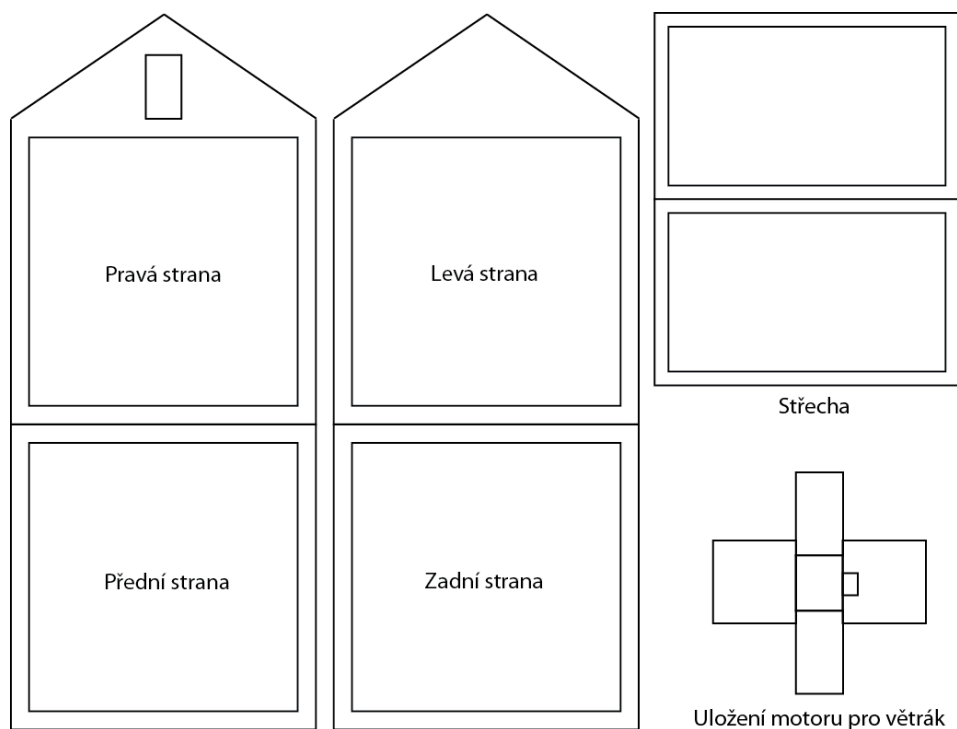 Pravá strana
Levá strana
Střecha
Přední strana
Zadní strana
Uložení motoru pro větrák